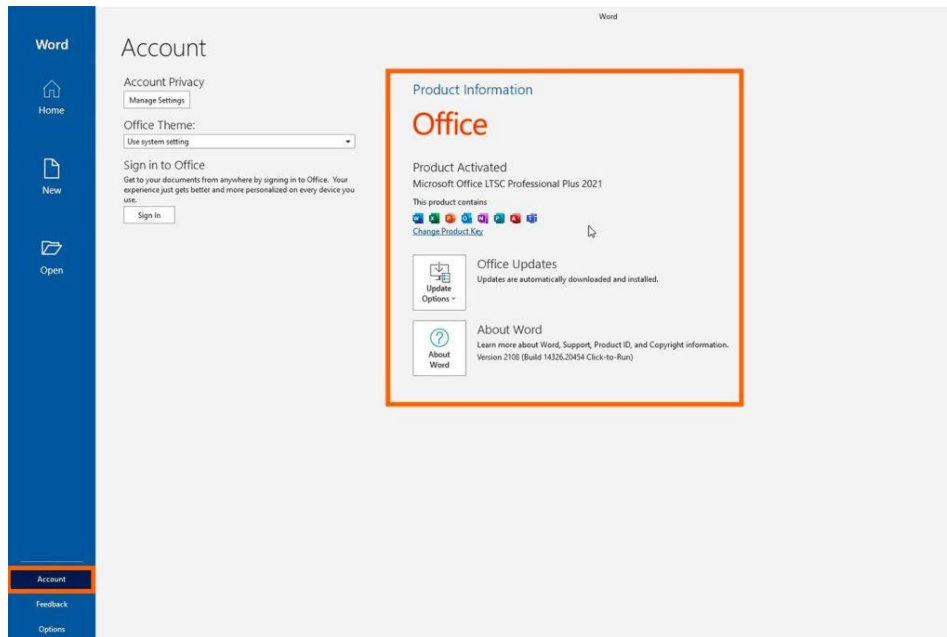 Word
Word
Home
New
Open
Account
Feedback
Options
Account
Account Privacy
Manage Settings
Office Theme:
Use system setting
Sign in to Office
Get to your documents from anywhere by signing in to Office. Your
experience just gets better and more personalized on every device you
use.
Sign In
Product Information
Office
Product Activated
Microsoft Office LTSC Professional Plus 2021
This product contains
Change Product Key
Update
Options
Office Updates
Updates are automatically downloaded and installed.
About
Word
About Word
Learn more about Word, Support, Product ID, and Copyright information.
Version 2108 (Build 14326.20454 Click-to-Run)